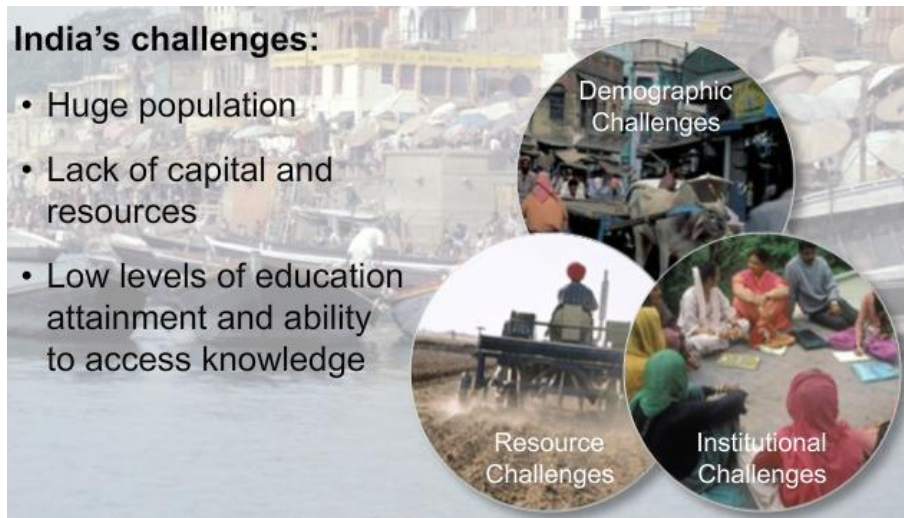 India's challenges:
• Huge population
• Lack of capital and
resources
• Low levels of education
attainment and ability
to access knowledge
Demographic
Challenges
Resource
Challenges
Institutional
Challenges